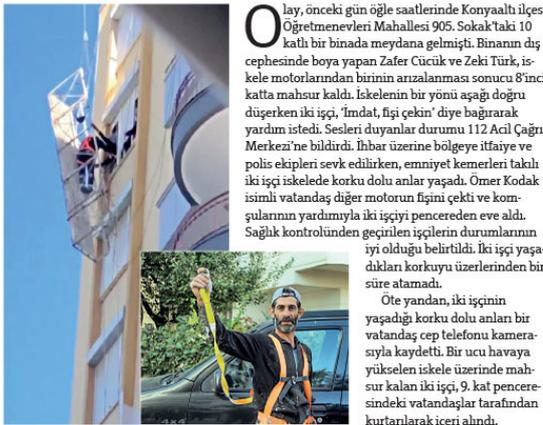 Olay, önceki gün öğle saatlerinde Konyaaltı ilçesi
Öğretmenevleri Mahallesi 905. Sokak'taki 10
katlı bir binada meydana gelmişti. Binanın dış
cephesinde boya yapan Zafer Cücük ve Zeki Türk, is-
kele motorlarından birinin arızalanması sonucu 8'inci
katta mahsur kaldı. İskelenin bir yönü aşağı doğru
düşerken iki işçi, 'İmdat, fişi çekin' diye bağırarak
yardım istedi. Sesleri duyanlar durumu 112 Acil Çağrı
Merkezi'ne bildirdi. İhbar üzerine bölgeye itfaiye ve
polis ekipleri sevk edilirken, emniyet kemerleri takılı
iki işçi iskelede korku dolu anlar yaşadı. Ömer Kodak
isimli vatandaş diğer motorun fişini çekti ve kom-
şularının yardımıyla iki işçiyi pencereden eve aldı.
Sağlık kontrolünden geçirilen işçilerin durumlarının
iyi olduğu belirtildi. İki işçi yaşa-
dıkları korkuyu üzerlerinden bir
süre atamadı.
Öte yandan, iki işçinin
yaşadığı korku dolu anları bir
vatandaş cep telefonu kamera-
sıyla kaydetti. Bir ucu havaya
yükselen iskele üzerinde mah-
sur kalan iki işçi, 9. kat pencere-
sindeki vatandaşlar tarafından
kurtarılarak içeri alındı.
4x4